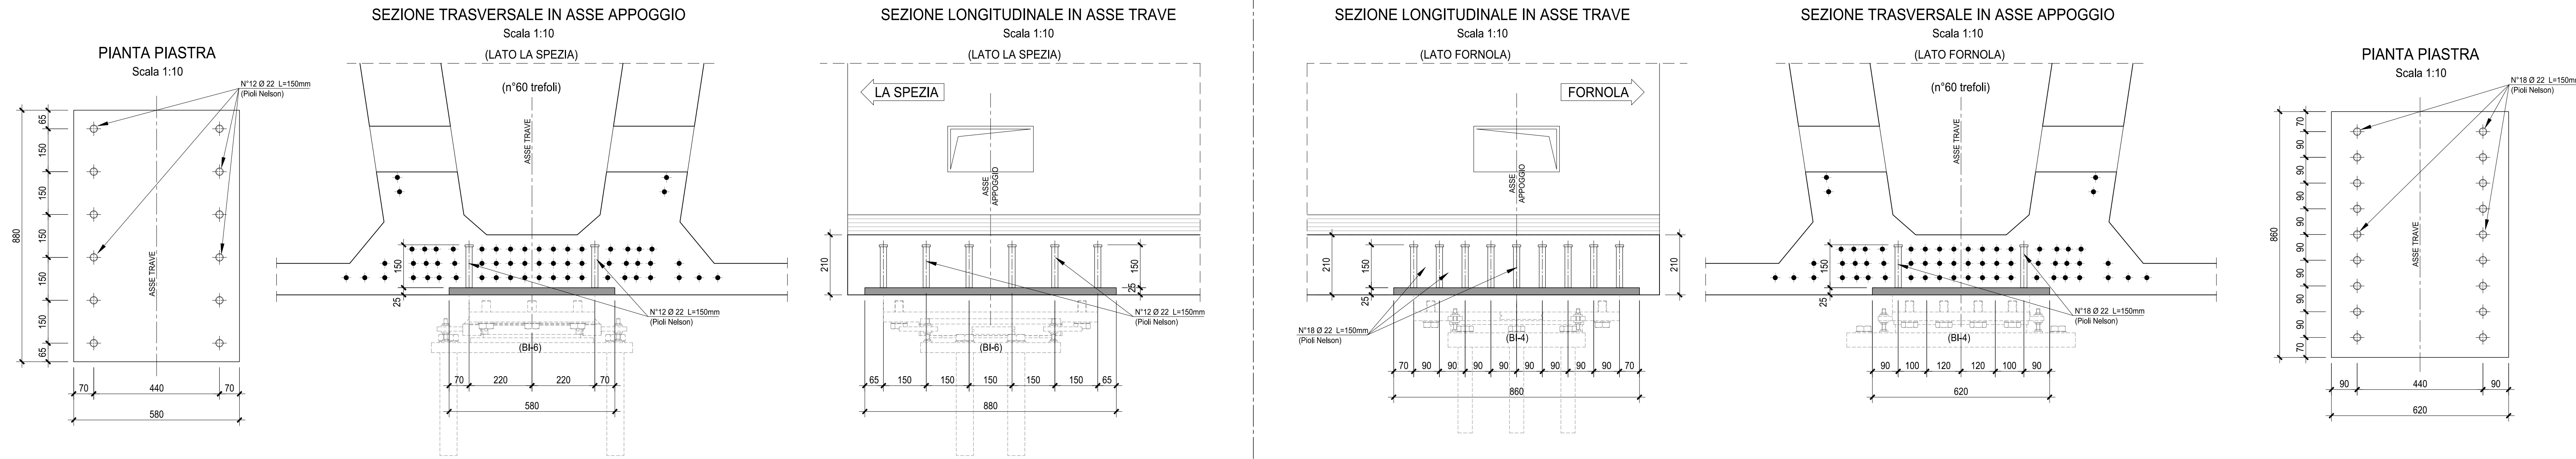 PIANTA PIASTRA
Scala 1:10
N°12 Ø 22 L=150mm
(Pioli Nelson)
65
150
150
150
150
150
65
880
ASSE TRAVE
70
440
70
580
SEZIONE TRASVERSALE IN ASSE APPOGGIO
Scala 1:10
(LATO LA SPEZIA)
(n°60 trefoli)
ASSE TRAVE
150
25
N°12 Ø 22 L=150mm
(Pioli Nelson)
(BI-6)
70
220
220
70
580
SEZIONE LONGITUDINALE IN ASSE TRAVE
Scala 1:10
(LATO LA SPEZIA)
LA SPEZIA
ASSE
APPOGGIO
210
150
25
N°12 Ø 22 L=150mm
(Pioli Nelson)
(BI-6)
65
150
150
150
150
150
65
880
SEZIONE LONGITUDINALE IN ASSE TRAVE
Scala 1:10
(LATO FORNOLA)
FORNOLA
ASSE
APPOGGIO
210
150
25
210
N°18 Ø 22 L=150mm
(Pioli Nelson)
(BI-4)
70
90
90
90
90
90
90
90
90
70
860
SEZIONE TRASVERSALE IN ASSE APPOGGIO
Scala 1:10
(LATO FORNOLA)
(n°60 trefoli)
ASSE TRAVE
150
25
N°18 Ø 22 L=150mm
(Pioli Nelson)
(BI-4)
90
100
120
120
100
90
620
PIANTA PIASTRA
Scala 1:10
N°18 Ø 22 L=150mm
(Pioli Nelson)
70
90
90
90
90
90
90
90
90
70
860
ASSE TRAVE
90
440
90
620